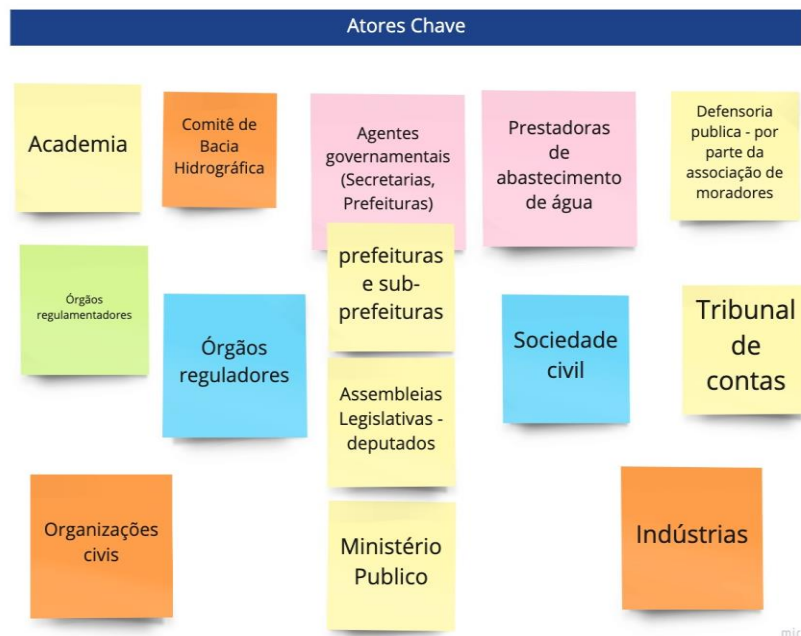 Atores Chave
Academia
Comitê de
Bacia
Hidrográfica
Agentes
governamentais
(Secretarias,
Prefeituras)
Prestadoras
de
abastecimento
de água
Defensoria
publica - por
parte da
associação de
moradores
Órgãos
regulamentadores
Órgãos
reguladores
prefeituras
e sub-
prefeituras
Sociedade
civil
Tribunal
de
contas
Assembleias
Legislativas -
deputados
Organizações
civis
Ministério
Publico
Indústrias